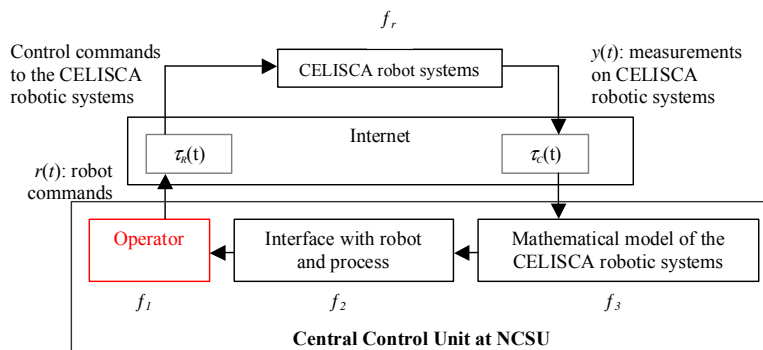 f_r
Control commands
to the CELISCA
robotic systems
CELISCA robot systems
y(t): measurements
on CELISCA
robotic systems
Internet
τ_R(t)
τ_C(t)
r(t): robot
commands
Operator
Interface with robot
and process
Mathematical model of the
CELISCA robotic systems
f_1
f_2
f_3
Central Control Unit at NCSU